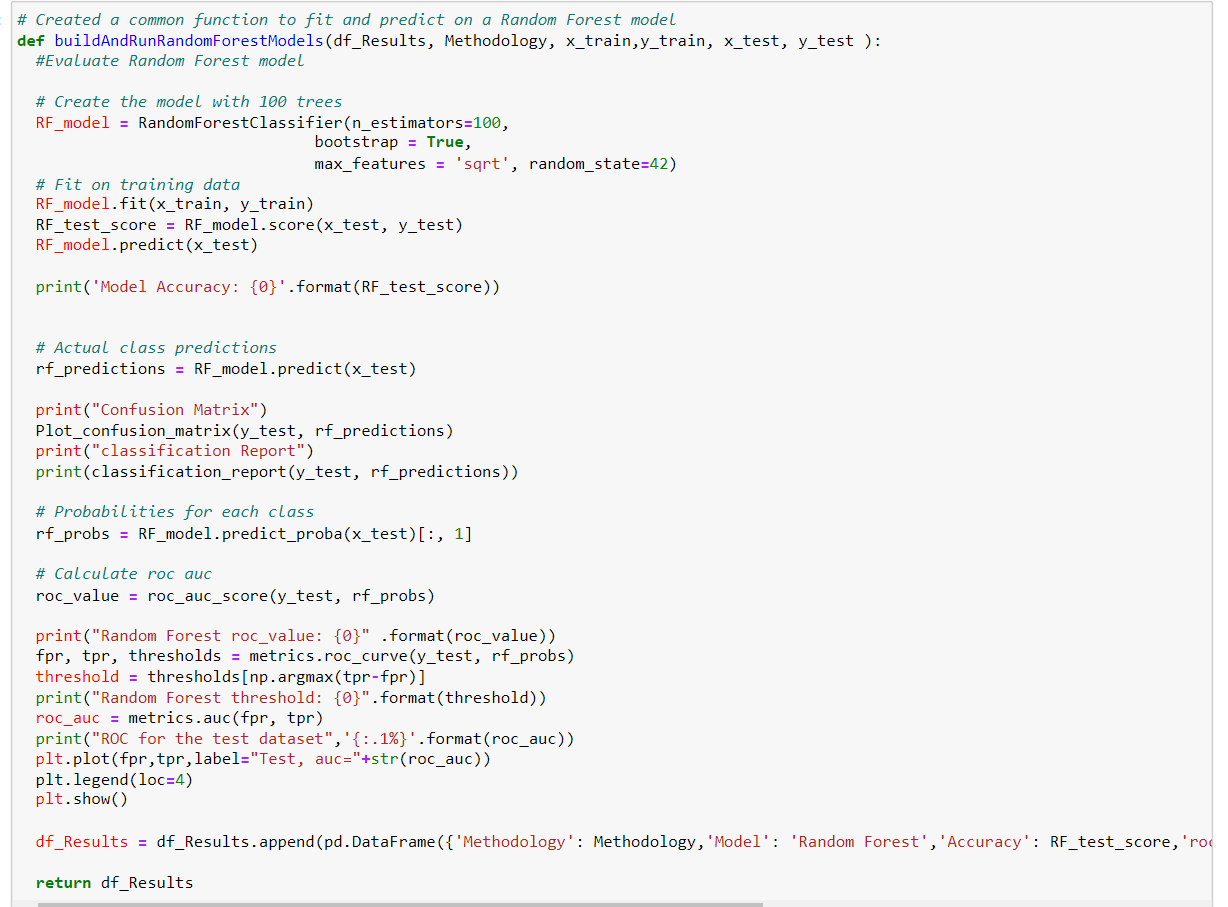 # Created a common function to fit and predict on a Random Forest model
def buildAndRunRandomForestModels(df_Results, Methodology, x_train,y_train, x_test, y_test ):
  #Evaluate Random Forest model

  # Create the model with 100 trees
  RF_model = RandomForestClassifier(n_estimators=100,
                                bootstrap = True,
                                max_features = 'sqrt', random_state=42)
  # Fit on training data
  RF_model.fit(x_train, y_train)
  RF_test_score = RF_model.score(x_test, y_test)
  RF_model.predict(x_test)

  print('Model Accuracy: {0}'.format(RF_test_score))


  # Actual class predictions
  rf_predictions = RF_model.predict(x_test)

  print("Confusion Matrix")
  Plot_confusion_matrix(y_test, rf_predictions)
  print("classification Report")
  print(classification_report(y_test, rf_predictions))

  # Probabilities for each class
  rf_probs = RF_model.predict_proba(x_test)[:, 1]

  # Calculate roc auc
  roc_value = roc_auc_score(y_test, rf_probs)

  print("Random Forest roc_value: {0}" .format(roc_value))
  fpr, tpr, thresholds = metrics.roc_curve(y_test, rf_probs)
  threshold = thresholds[np.argmax(tpr-fpr)]
  print("Random Forest threshold: {0}".format(threshold))
  roc_auc = metrics.auc(fpr, tpr)
  print("ROC for the test dataset",'{:.1%}'.format(roc_auc))
  plt.plot(fpr,tpr,label="Test, auc="+str(roc_auc))
  plt.legend(loc=4)
  plt.show()

  df_Results = df_Results.append(pd.DataFrame({'Methodology': Methodology,'Model': 'Random Forest','Accuracy': RF_test_score,

  return df_Results